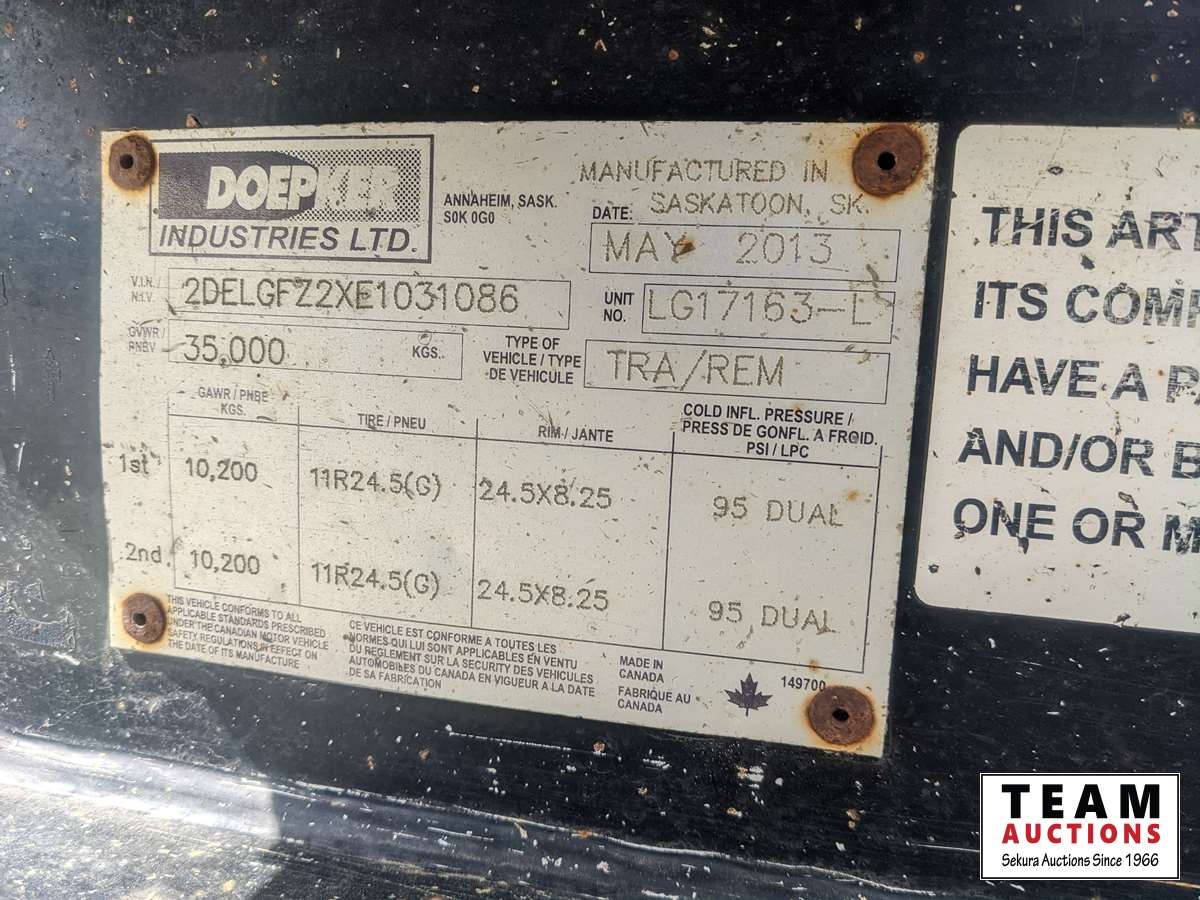 DOEPKER
INDUSTRIES LTD.
ANNAHEIM, SASK.
S0K 0G0
MANUFACTURED IN
SASKATOON, SK.
DATE:
MAY 2013
V.I.N./
N.I.V.
2DELGFZ2XE1031086
UNIT
NO.
LG17163-L
GVWR/
PNBV
35,000
KGS.
TYPE OF
VEHICLE / TYPE
DE VEHICULE
TRA/REM
GAWR / PNBE
KGS.
TIRE / PNEU
RIM / JANTE
COLD INFL. PRESSURE /
PRESS DE GONFL. A FROID.
PSI / LPC
1st 10,200 11R24.5(G) 24.5X8.25 95 DUAL
2nd. 10,200 11R24.5(G) 24.5X8.25 95 DUAL
THIS VEHICLE CONFORMS TO ALL
APPLICABLE STANDARDS PRESCRIBED
UNDER THE CANADIAN MOTOR VEHICLE
SAFETY REGULATIONS IN EFFECT ON
THE DATE OF ITS MANUFACTURE
CE VEHICLE EST CONFORME A TOUTES LES
NORMES QUI LUI SONT APPLICABLES EN VENTU
DU REGLEMENT SUR LA SECURITY DES VEHICULES
AUTOMOBILES DU CANADA EN VIGUEUR A LA DATE
DE SA FABRICATION
MADE IN
CANADA
FABRIQUE AU
CANADA
149700
THIS ART
ITS COM
HAVE A
AND/OR B
ONE OR M
TEAM
AUCTIONS
Sekura Auctions Since 1966